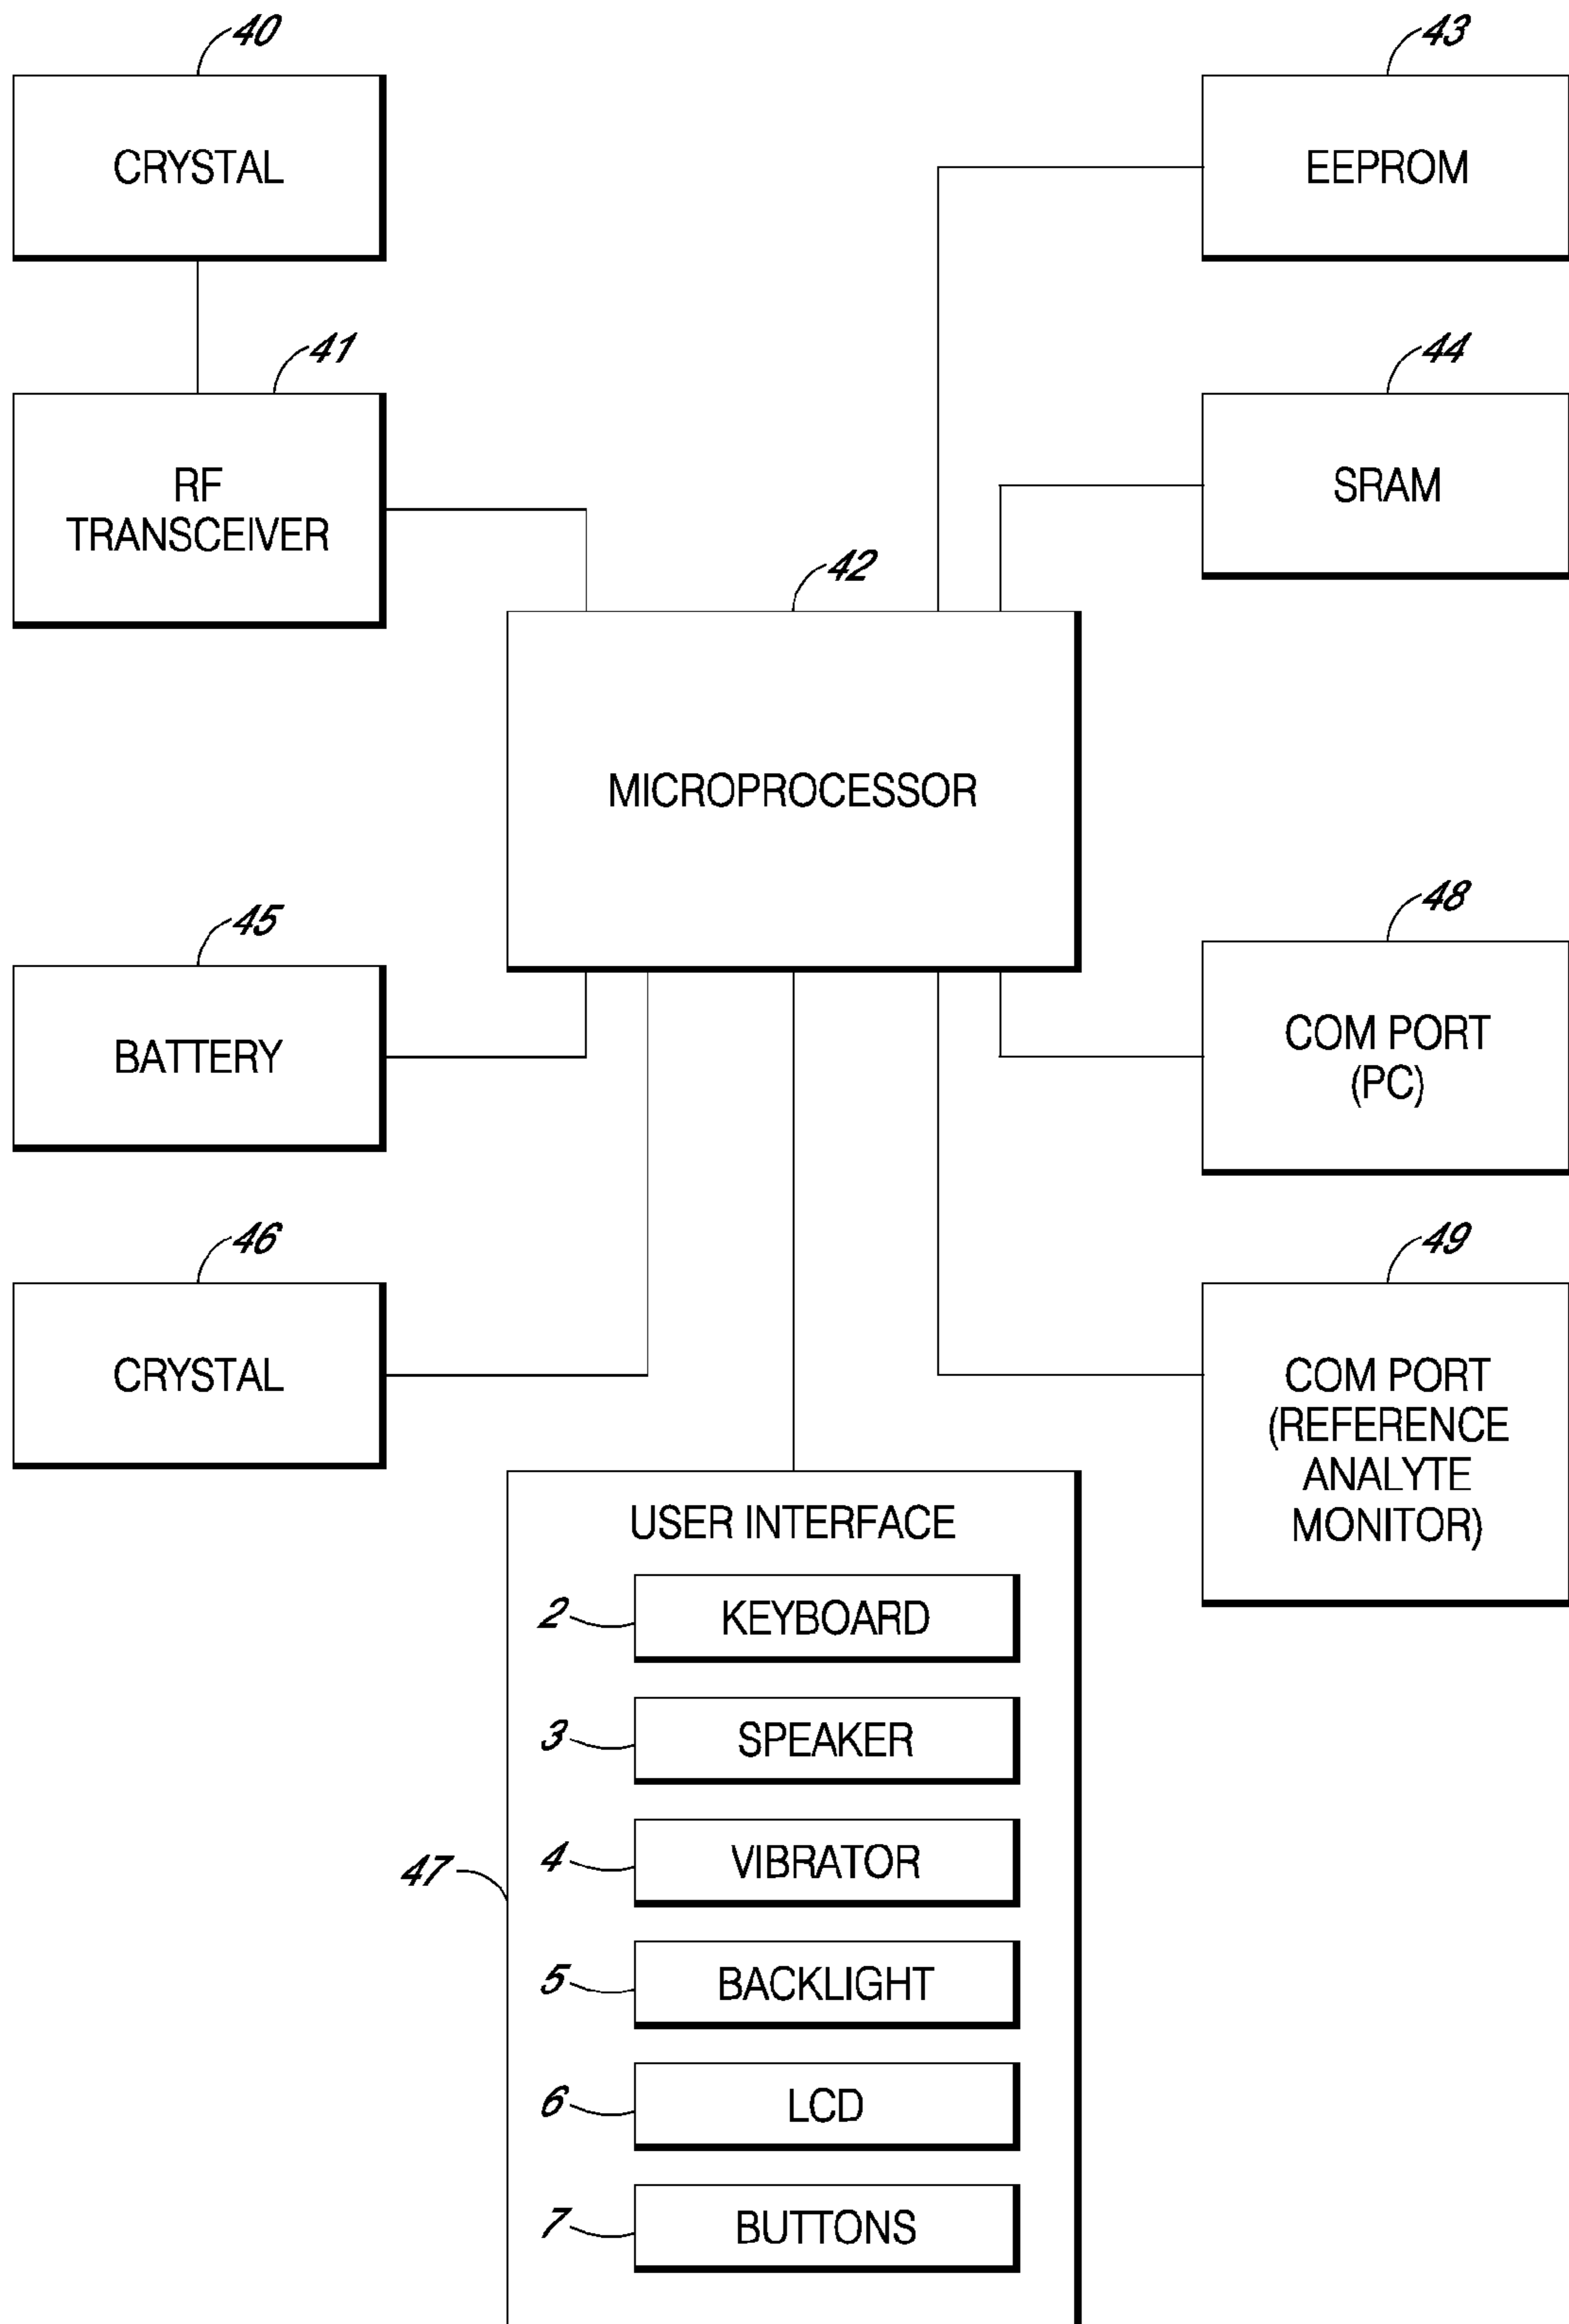 40
CRYSTAL
43
EEPROM
41
RF
TRANSCEIVER
44
SRAM
42
MICROPROCESSOR
45
BATTERY
48
COM PORT
(PC)
46
CRYSTAL
49
COM PORT
(REFERENCE
ANALYTE
MONITOR)
47
USER INTERFACE
2
KEYBOARD
3
SPEAKER
4
VIBRATOR
5
BACKLIGHT
6
LCD
7
BUTTONS